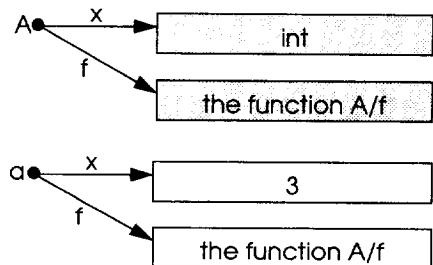 A x int
f the function A/f
a x 3
f the function A/f